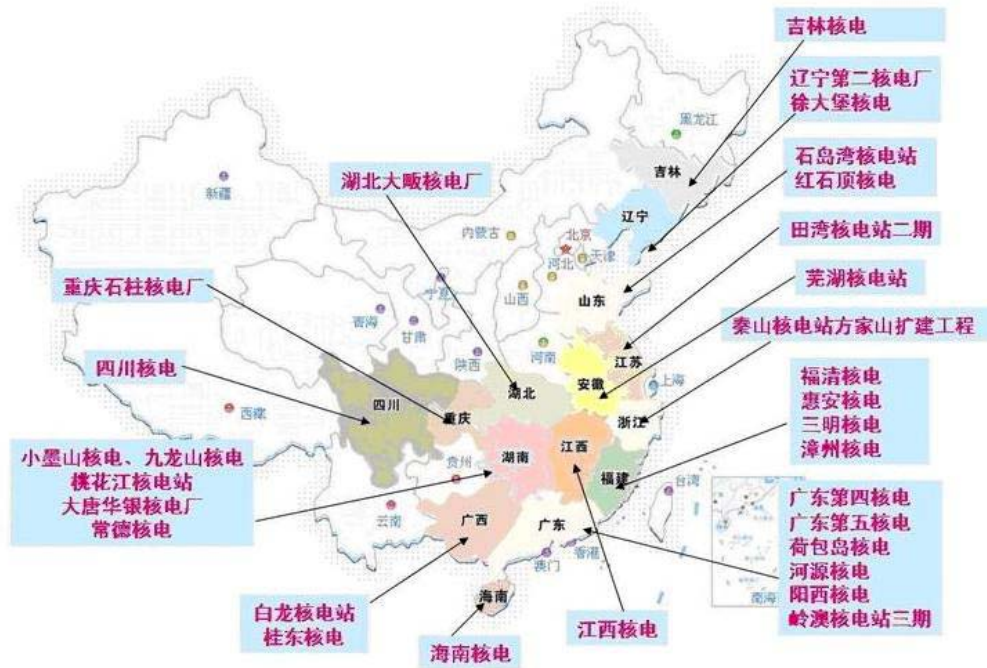 吉林核电
辽宁第二核电厂
徐大堡核电
黑龙江
石岛湾核电站
红石顶核电
吉林
湖北大畈核电厂
新疆
辽宁
内蒙古
北京
田湾核电站二期
天津
河北
重庆石柱核电厂
宁夏
山西
山东
芜湖核电站
青海
甘肃
秦山核电站方家山扩建工程
陕西
河南
江苏
四川核电
安徽
上海
福清核电
惠安核电
三明核电
漳州核电
四川
湖北
西藏
重庆
浙江
小墨山核电、九龙山核电
桃花江核电站
大唐华银核电厂
常德核电
贵州
湖南
江西
福建
台湾
广东第四核电
广东第五核电
荷包岛核电
河源核电
阳西核电
岭澳核电站三期
云南
广西
广东
香港
澳门
南海
海南
白龙核电站
桂东核电
海南核电
江西核电